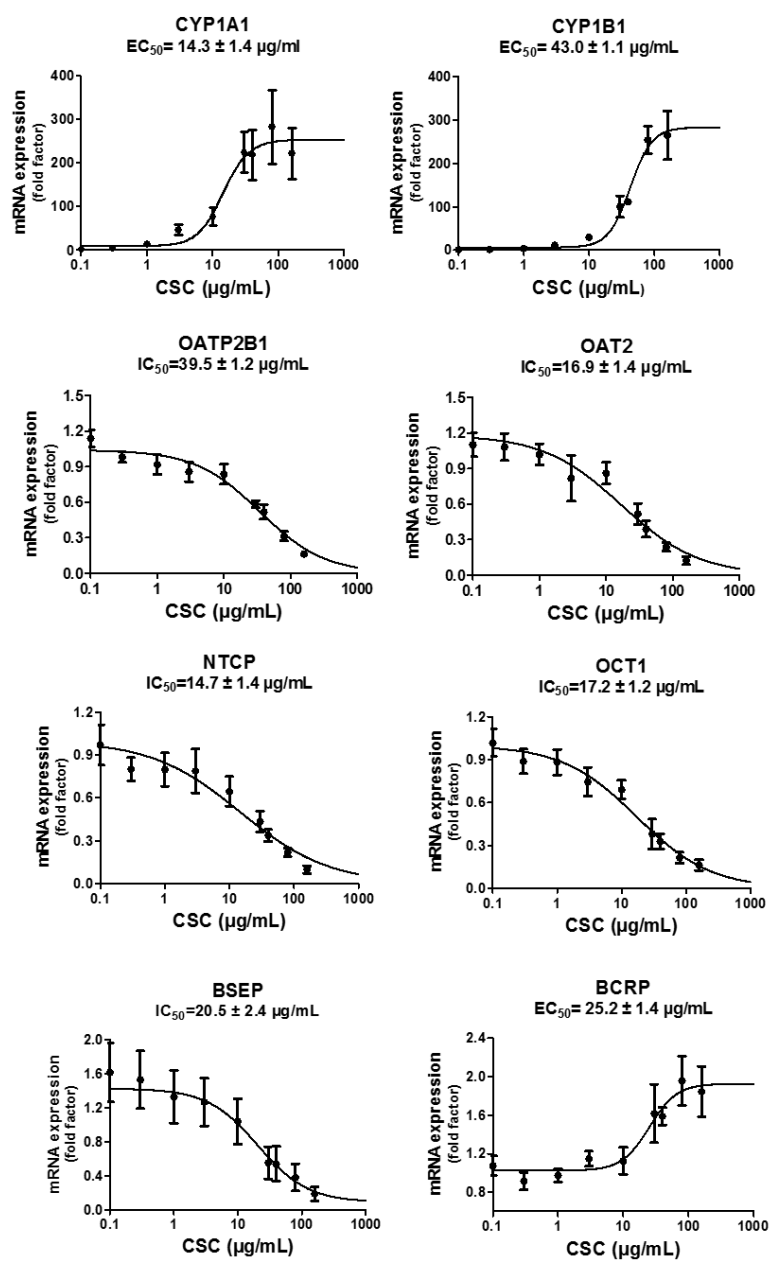 CYP1A1
EC50= 14.3 ± 1.4 µg/ml
mRNA expression
(fold factor)
400
300
200
100
0
0.1 1 10 100 1000
CSC (µg/mL)
CYP1B1
EC50= 43.0 ± 1.1 µg/mL
mRNA expression
(fold factor)
400
300
200
100
0
0.1 1 10 100 1000
CSC (µg/mL)
OATP2B1
IC50=39.5 ± 1.2 µg/mL
mRNA expression
(fold factor)
1.5
1.2
0.9
0.6
0.3
0.0
0.1 1 10 100 1000
CSC (µg/mL)
OAT2
IC50=16.9 ± 1.4 µg/mL
mRNA expression
(fold factor)
1.5
1.2
0.9
0.6
0.3
0.0
0.1 1 10 100 1000
CSC (µg/mL)
NTCP
IC50=14.7 ± 1.4 µg/mL
mRNA expression
(fold factor)
1.2
0.9
0.6
0.3
0.0
0.1 1 10 100 1000
CSC (µg/mL)
OCT1
IC50=17.2 ± 1.2 µg/mL
mRNA expression
(fold factor)
1.2
0.9
0.6
0.3
0.0
0.1 1 10 100 1000
CSC (µg/mL)
BSEP
IC50=20.5 ± 2.4 µg/mL
mRNA expression
(fold factor)
2.0
1.6
1.2
0.8
0.4
0.0
0.1 1 10 100 1000
CSC (µg/mL)
BCRP
EC50= 25.2 ± 1.4 µg/mL
mRNA expression
(fold factor)
2.4
2.0
1.6
1.2
0.8
0.1 1 10 100 1000
CSC (µg/mL)